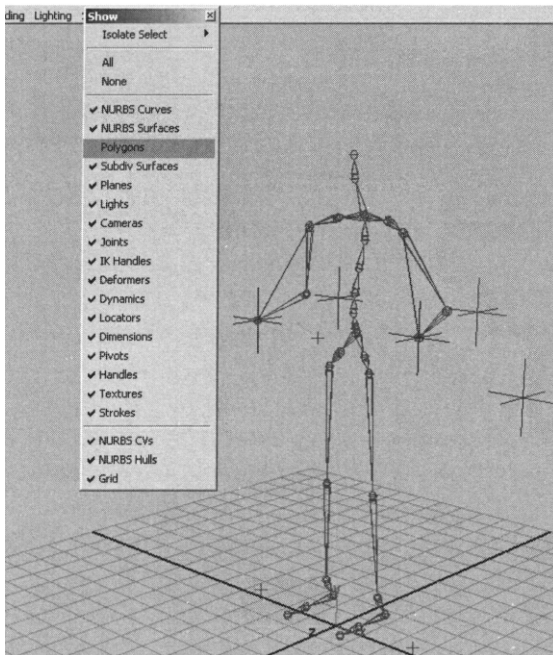 ding Lighting
Show
Isolate Select
All
None
NURBS Curves
NURBS Surfaces
Polygons
Subdiv Surfaces
Planes
Lights
Cameras
Joints
IK Handles
Deformers
Dynamics
Locators
Dimensions
Pivots
Handles
Textures
Strokes
NURBS CVs
NURBS Hulls
Grid
Z